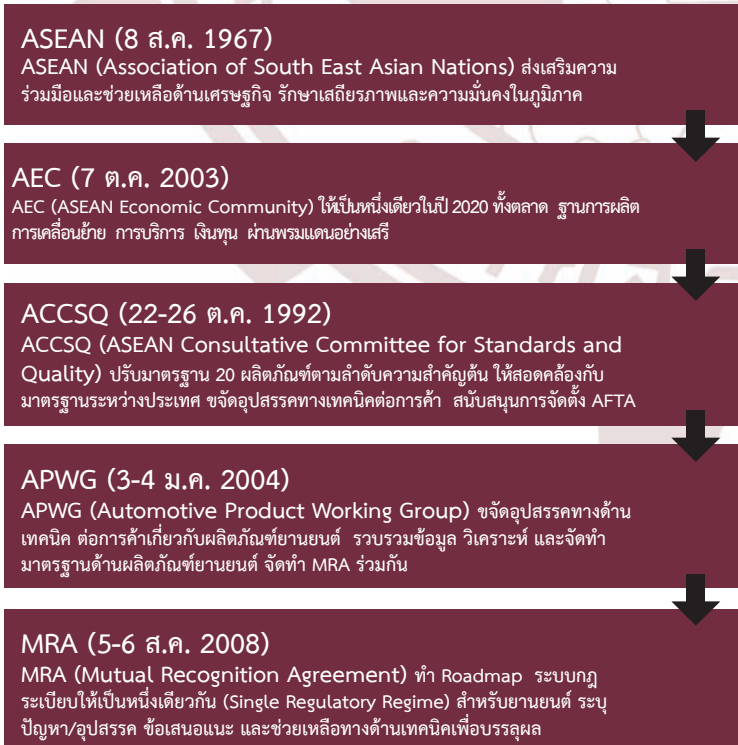 ASEAN (8 ส.ค. 1967)
ASEAN (Association of South East Asian Nations) ส่งเสริมความ
ร่วมมือและช่วยเหลือด้านเศรษฐกิจ รักษาเสถียรภาพและความมั่นคงในภูมิภาค
AEC (7 ต.ค. 2003)
AEC (ASEAN Economic Community) ให้เป็นหนึ่งเดียวในปี 2020 ทั้งตลาด ฐานการผลิต
การเคลื่อนย้าย การบริการ เงินทุน ผ่านพรมแดนอย่างเสรี
ACCSQ (22-26 ต.ค. 1992)
ACCSQ (ASEAN Consultative Committee for Standards and
Quality) ปรับมาตรฐาน 20 ผลิตภัณฑ์ตามลำดับความสำคัญต้น ให้สอดคล้องกับ
มาตรฐานระหว่างประเทศ ขจัดอุปสรรคทางเทคนิคต่อการค้า สนับสนุนการจัดตั้ง AFTA
APWG (3-4 ม.ค. 2004)
APWG (Automotive Product Working Group) ขจัดอุปสรรคทางด้าน
เทคนิค ต่อการค้าเกี่ยวกับผลิตภัณฑ์ยานยนต์ รวบรวมข้อมูล วิเคราะห์ และจัดทำ
มาตรฐานด้านผลิตภัณฑ์ยานยนต์ จัดทำ MRA ร่วมกัน
MRA (5-6 ส.ค. 2008)
MRA (Mutual Recognition Agreement) ทำ Roadmap ระบบกฎ
ระเบียบให้เป็นหนึ่งเดียวกัน (Single Regulatory Regime) สำหรับยานยนต์ ระบุ
ปัญหา/อุปสรรค ข้อเสนอแนะ และช่วยเหลือทางด้านเทคนิคเพื่อบรรลุผล